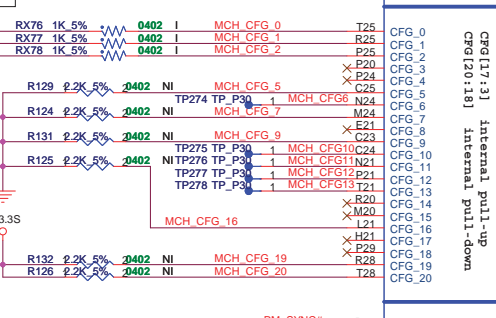 RX76 1K_5% 0402 I MCH_CFG_0 T25 CFG_0
RX77 1K_5% 0402 I MCH_CFG_1 R25 CFG_1
RX78 1K_5% 0402 I MCH_CFG_2 P25 CFG_2
P20 CFG_3
P24 CFG_4
R129 2.2K_5% 0402 NI MCH_CFG_5 C25 CFG_5
TP274 TP_P30 1 MCH_CFG6 N24 CFG_6
R124 2.2K_5% 0402 NI MCH_CFG_7 M24 CFG_7
E21 CFG_8
R131 2.2K_5% 0402 NI MCH_CFG_9 C23 CFG_9
TP275 TP_P30 1 MCH_CFG10 C24 CFG_10
R125 2.2K_5% 0402 NI TP276 TP_P30 1 MCH_CFG11 N21 CFG_11
TP277 TP_P30 1 MCH_CFG12 P21 CFG_12
TP278 TP_P30 1 MCH_CFG13 T21 CFG_13
R20 CFG_14
M20 CFG_15
MCH_CFG_16 L21 CFG_16
H21 CFG_17
P29 CFG_18
R132 2.2K_5% 2 0402 NI MCH_CFG_19 R28 CFG_19
R126 2.2K_5% 2 0402 NI MCH_CFG_20 T28 CFG_20
3.3S
CFG[17:3] internal pull-up
CFG[20:18] internal pull-down